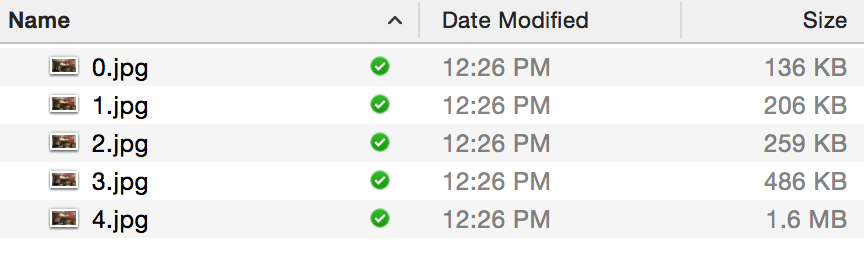 Name Date Modified Size
0.jpg 12:26 PM 136 KB
1.jpg 12:26 PM 206 KB
2.jpg 12:26 PM 259 KB
3.jpg 12:26 PM 486 KB
4.jpg 12:26 PM 1.6 MB